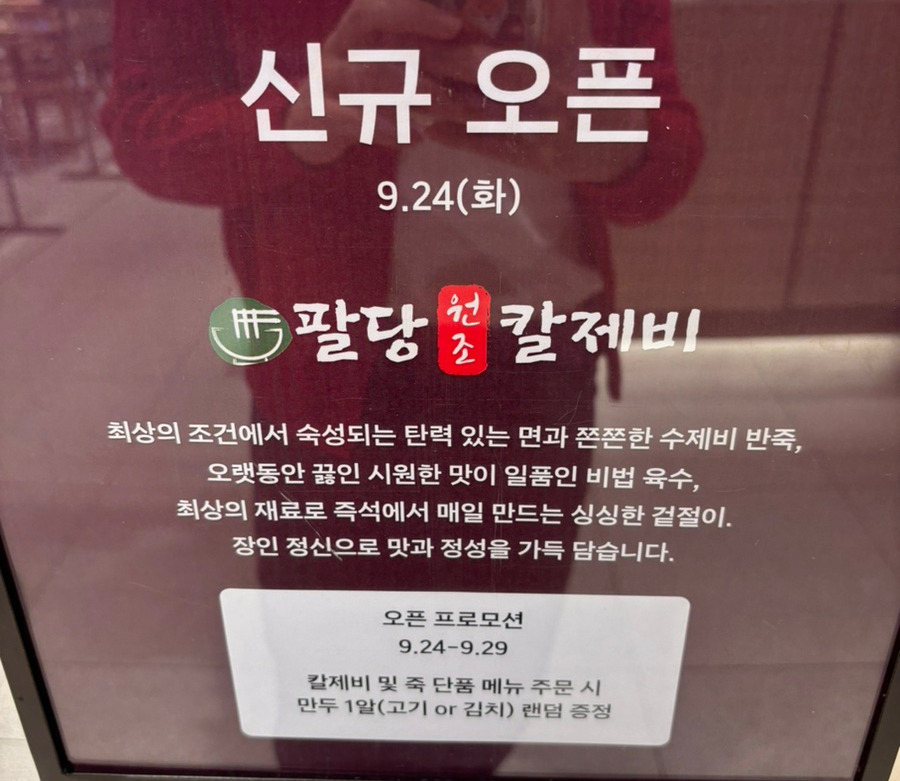 신규 오픈
9.24(화)
팔당 원조 칼제비
최상의 조건에서 숙성되는 탄력 있는 면과 쫀쫀한 수제비 반죽,
오랫동안 끓인 시원한 맛이 일품인 비법 육수,
최상의 재료로 즉석에서 매일 만드는 싱싱한 겉절이.
장인 정신으로 맛과 정성을 가득 담습니다.
오픈 프로모션
9.24-9.29
칼제비 및 죽 단품 메뉴 주문 시
만두 1알(고기 or 김치) 랜덤 증정